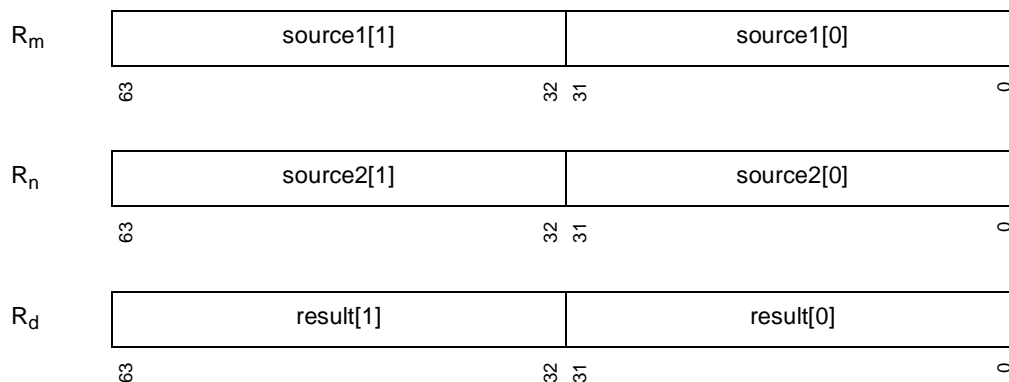 Rm source1[1] source1[0]
63 32 31 0
Rn source2[1] source2[0]
63 32 31 0
Rd result[1] result[0]
63 32 31 0